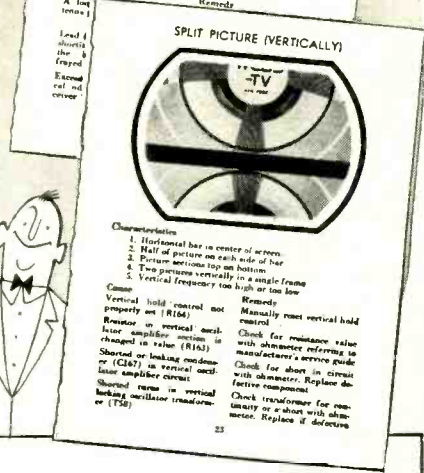 Remedy
A
tenna
Lead
the
frayed
SPLIT PICTURE (VERTICALLY)
-TV
Characteristics
1. Horizontal bar in center of screen
2. Half of picture on each side of bar
3. Picture sections top on bottom
4. Two pictures vertically in a single frame
5. Vertical frequency too high or too low
Cause
Vertical hold control not
properly set (R164)
Resistor in vertical oscil-
lator amplifier section is
changed in value (R163)
Shorted or leaking condens-
er (C167) in vertical oscil-
lator amplifier circuit
Shorted turns in vertical
locking oscillator transform-
er (T58)
Remedy
Manually reset vertical hold
control
Check for resistance value
with ohmmeter referring to
manufacturer's service guide
Check for short in circuit
with ohmmeter. Replace de-
fective component
Check transformer for con-
tinuity or a short with ohm-
meter. Replace if defective
25